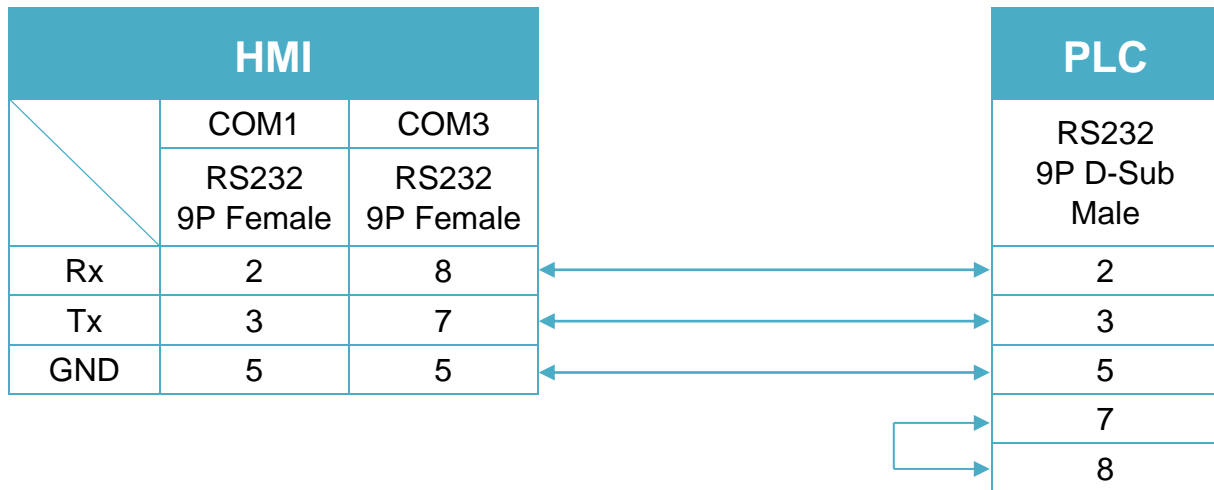 HMI PLC
COM1 COM3
RS232
9P D-Sub
Male
RS232
9P Female
RS232
9P Female
Rx 2 8 2
Tx 3 7 3
GND 5 5 5
7
8